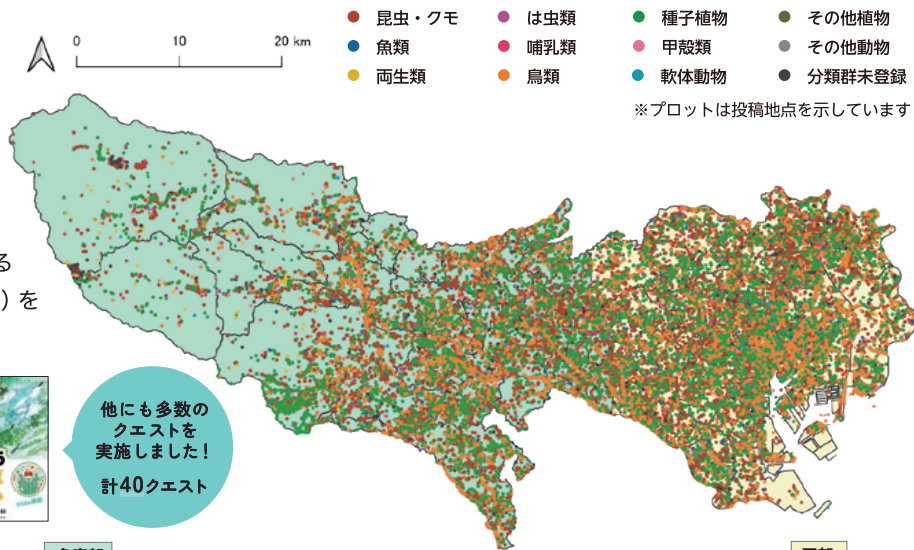 0 10 20 km
昆虫・クモ は虫類 種子植物 その他植物
魚類 哺乳類 甲殻類 その他動物
両生類 鳥類 軟体動物 分類群未登録
※プロットは投稿地点を示しています
る
)を
他にも多数の
クエストを
実施しました!
計40クエスト